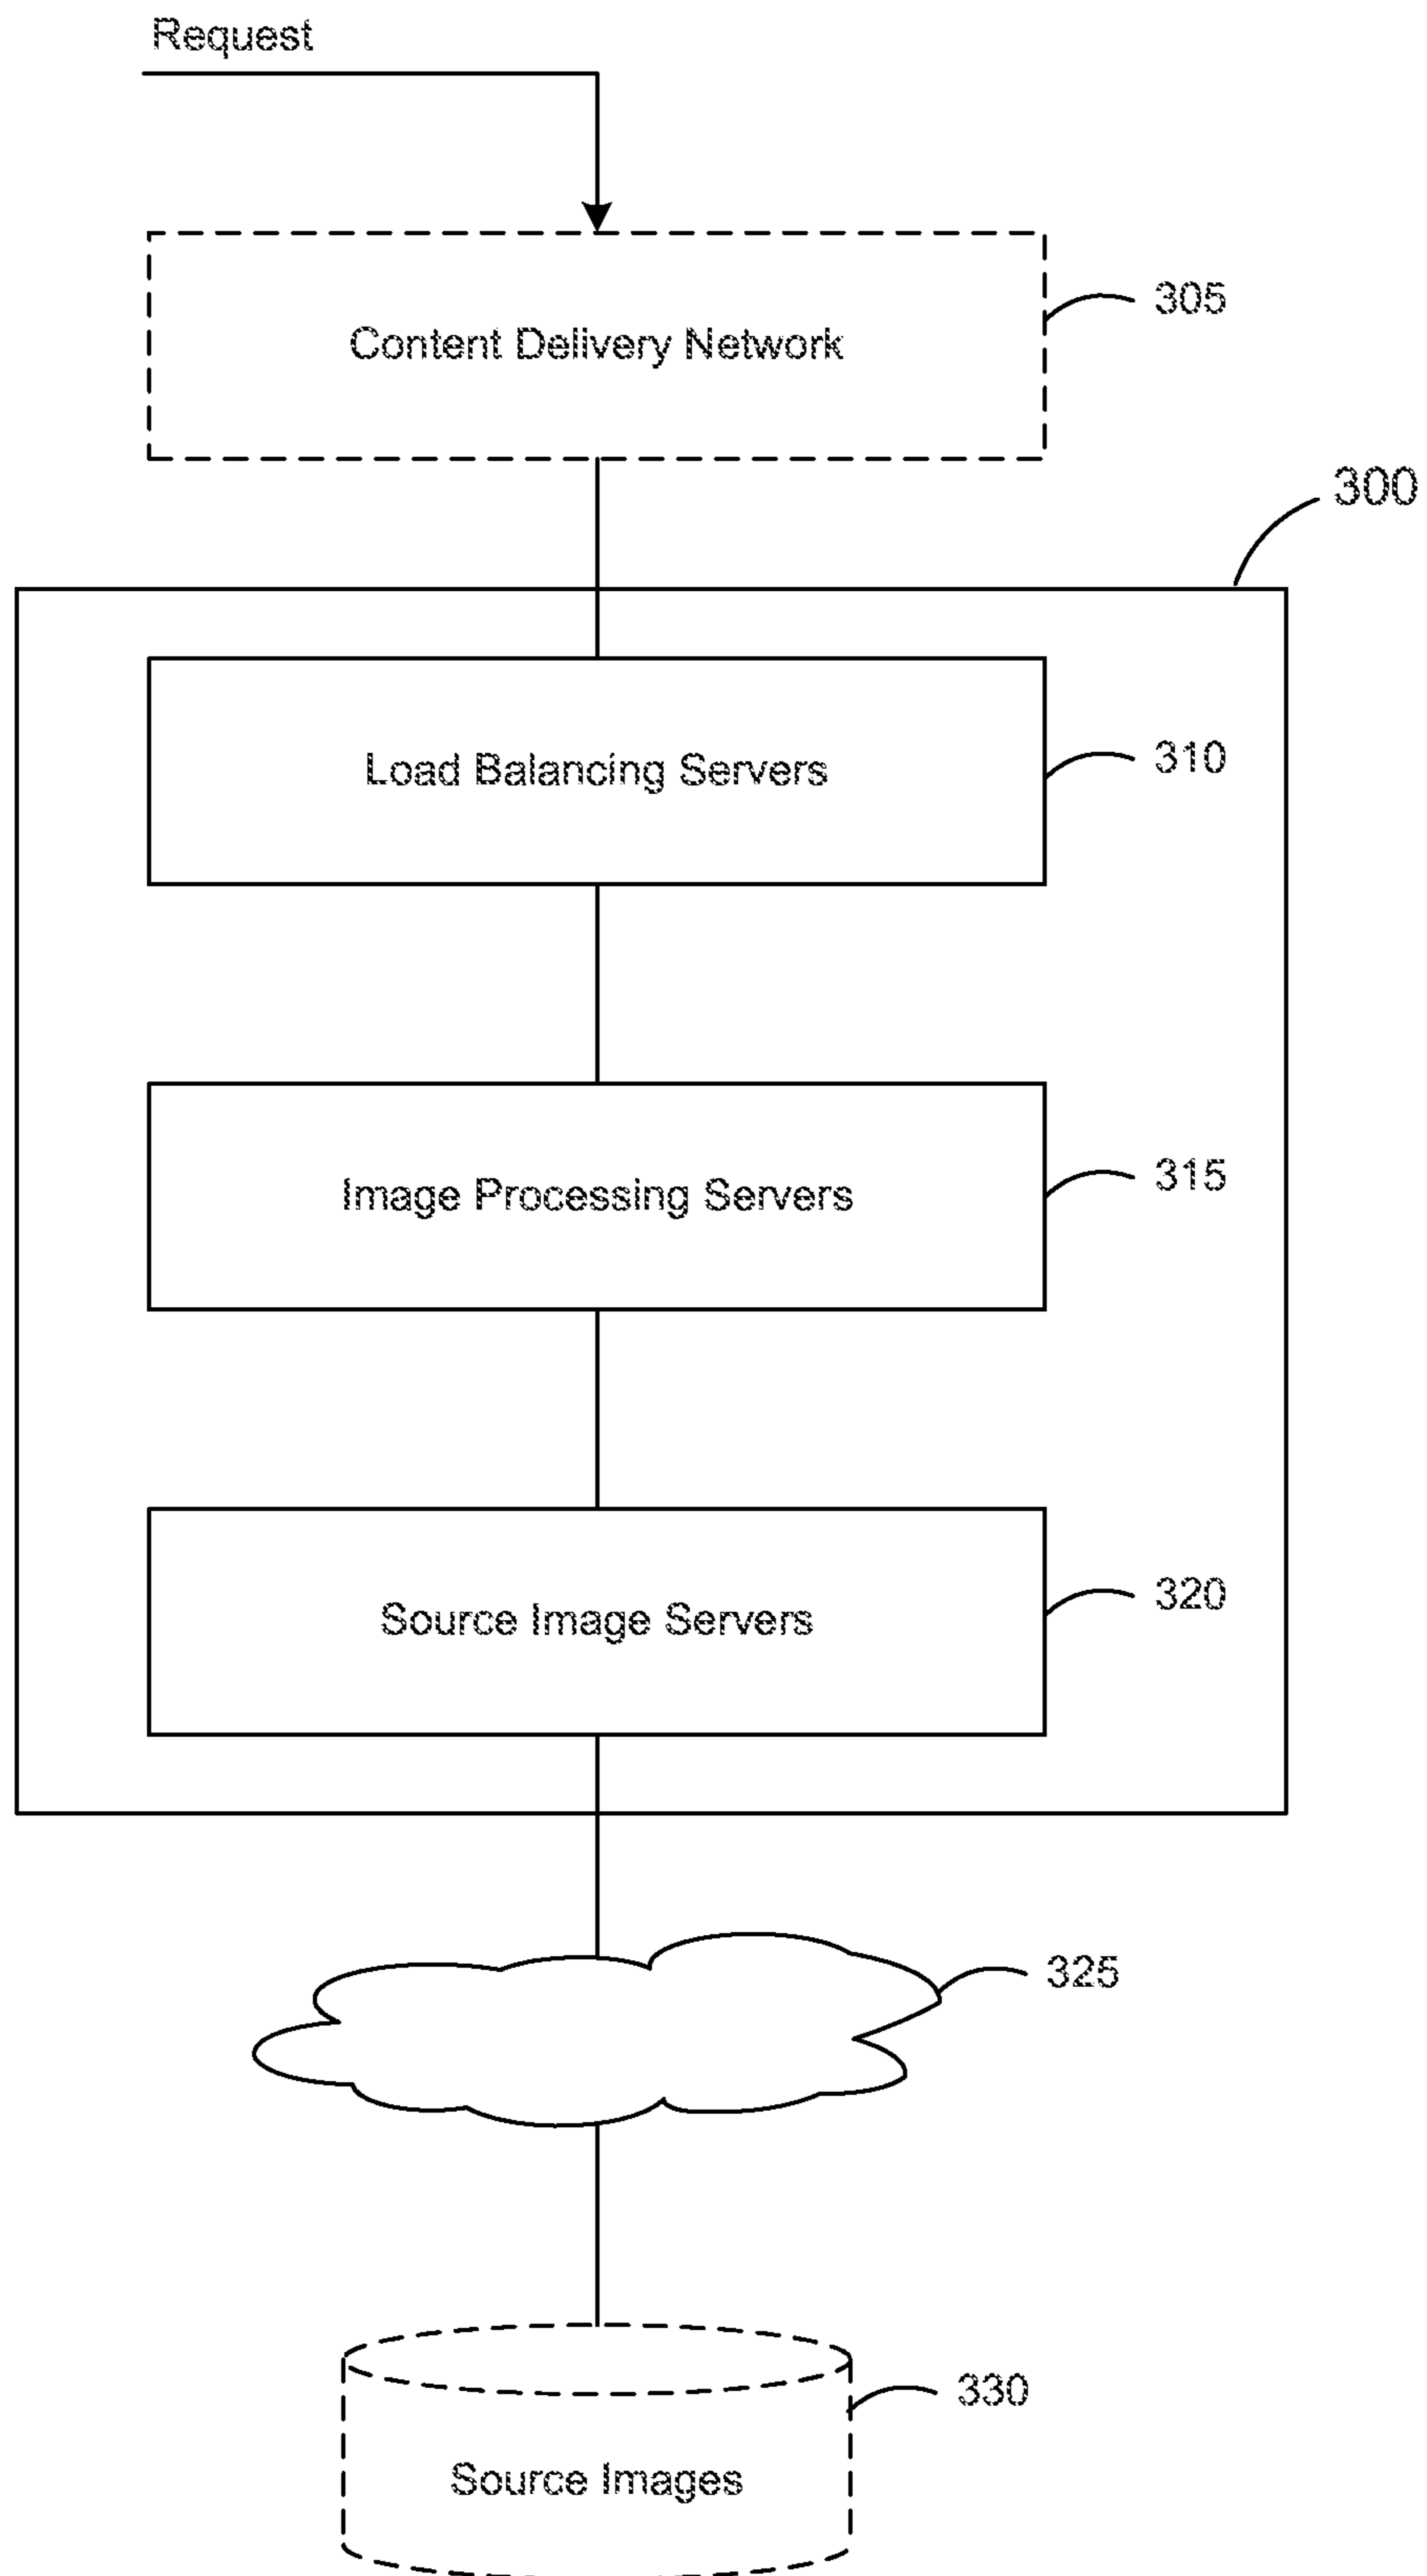 Request
Content Delivery Network
305
300
Load Balancing Servers
310
Image Processing Servers
315
Source Image Servers
320
325
330
Source Images